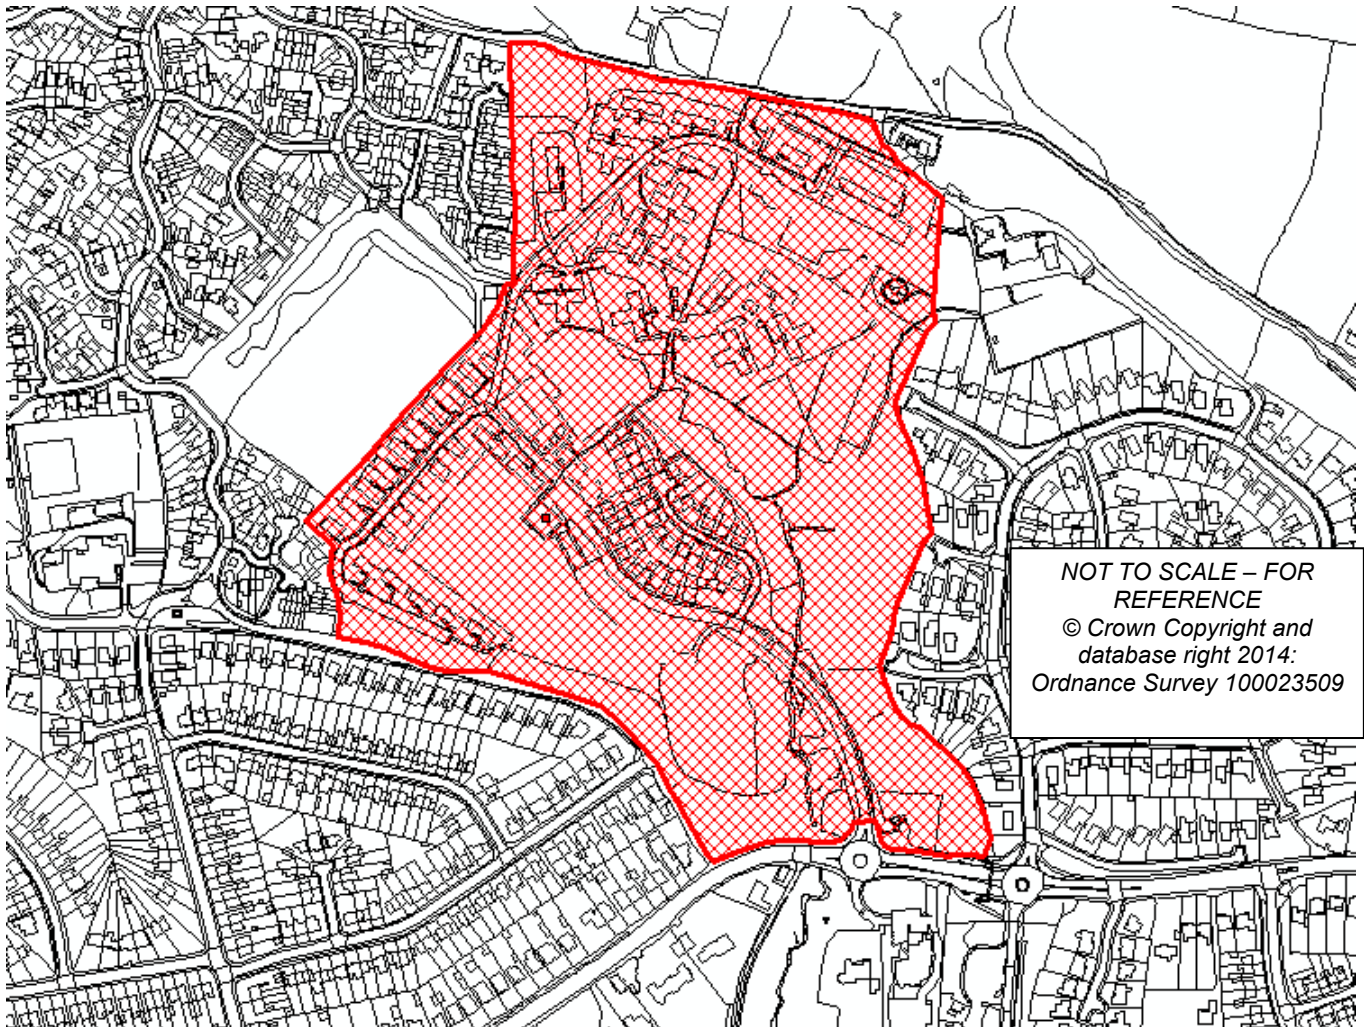 NOT TO SCALE – FOR
REFERENCE
© Crown Copyright and
database right 2014:
Ordnance Survey 100023509